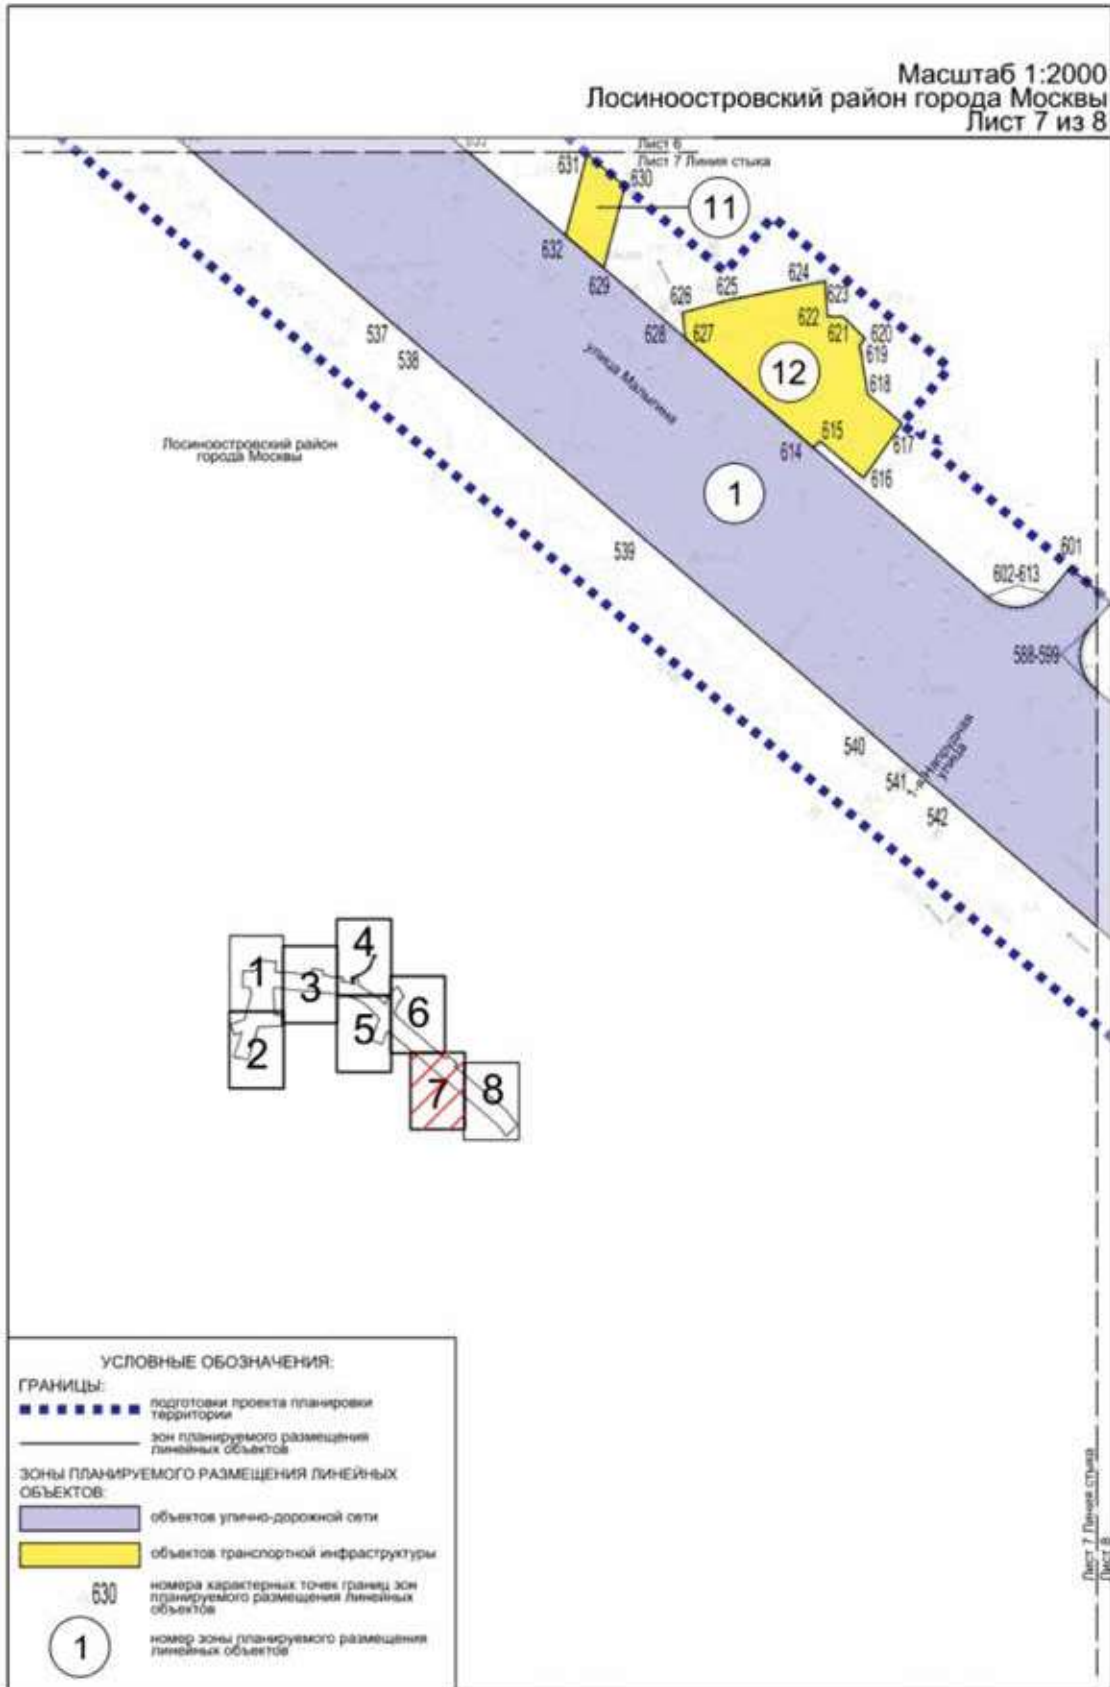 Масштаб 1:2000
Лосиноостровский район города Москвы
Лист 7 из 8
Лист 6
Лист 7 Линия стыка
631
630
11
632
629
624
625
623
626
622
621
620
628
627
619
537
улица Малыгина
12
618
538
615
617
Лосиноостровский район
города Москвы
614
616
1
539
601
602-613
588-599
540
1-я Напрудная
улица
541
542
4
1
3
6
5
2
7
8
УСЛОВНЫЕ ОБОЗНАЧЕНИЯ:
ГРАНИЦЫ:
подготовки проекта планировки
территории
зон планируемого размещения
линейных объектов
ЗОНЫ ПЛАНИРУЕМОГО РАЗМЕЩЕНИЯ ЛИНЕЙНЫХ
ОБЪЕКТОВ:
объектов улично-дорожной сети
объектов транспортной инфраструктуры
630
номера характерных точек границ зон
планируемого размещения линейных
объектов
1
номер зоны планируемого размещения
линейных объектов
Лист 7 Линия стыка
Лист 8